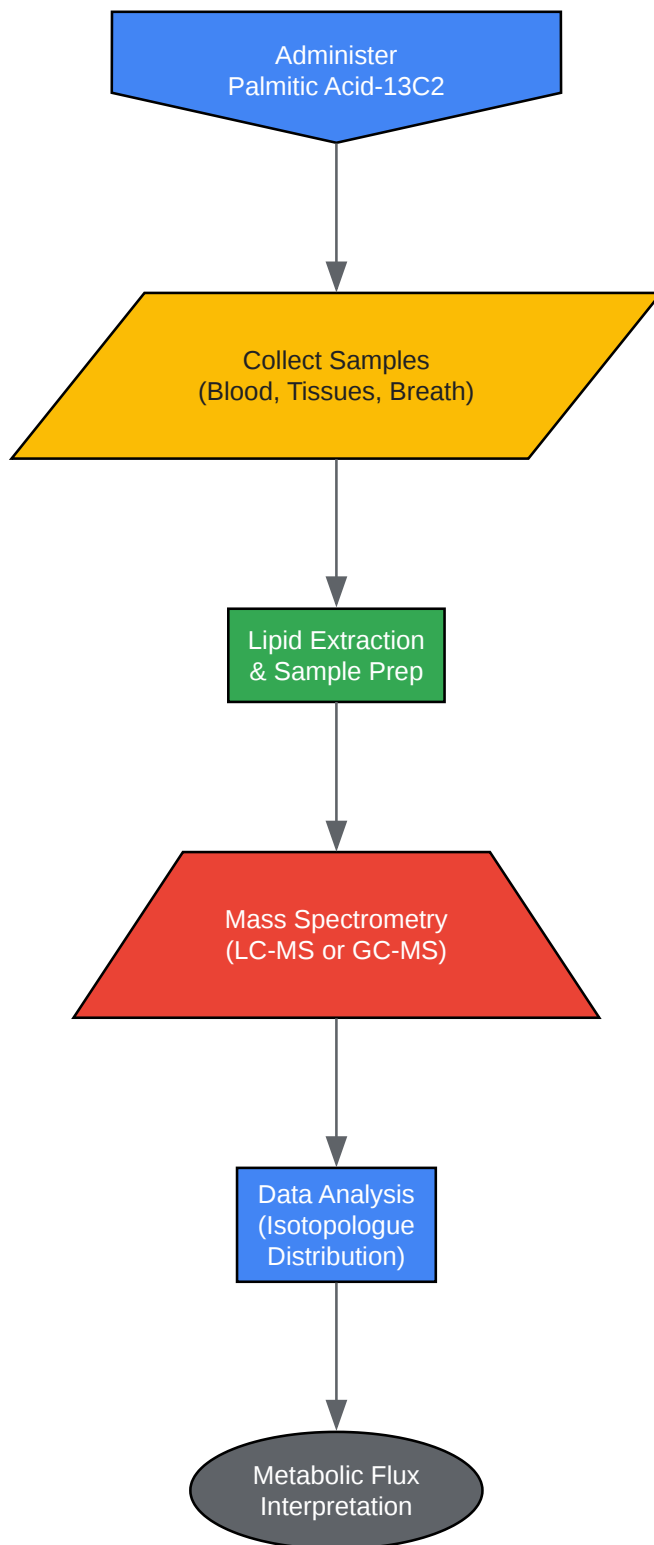 Administer
Palmitic Acid-13C2
Collect Samples
(Blood, Tissues, Breath)
Lipid Extraction
& Sample Prep
Mass Spectrometry
(LC-MS or GC-MS)
Data Analysis
(Isotopologue
Distribution)
Metabolic Flux
Interpretation